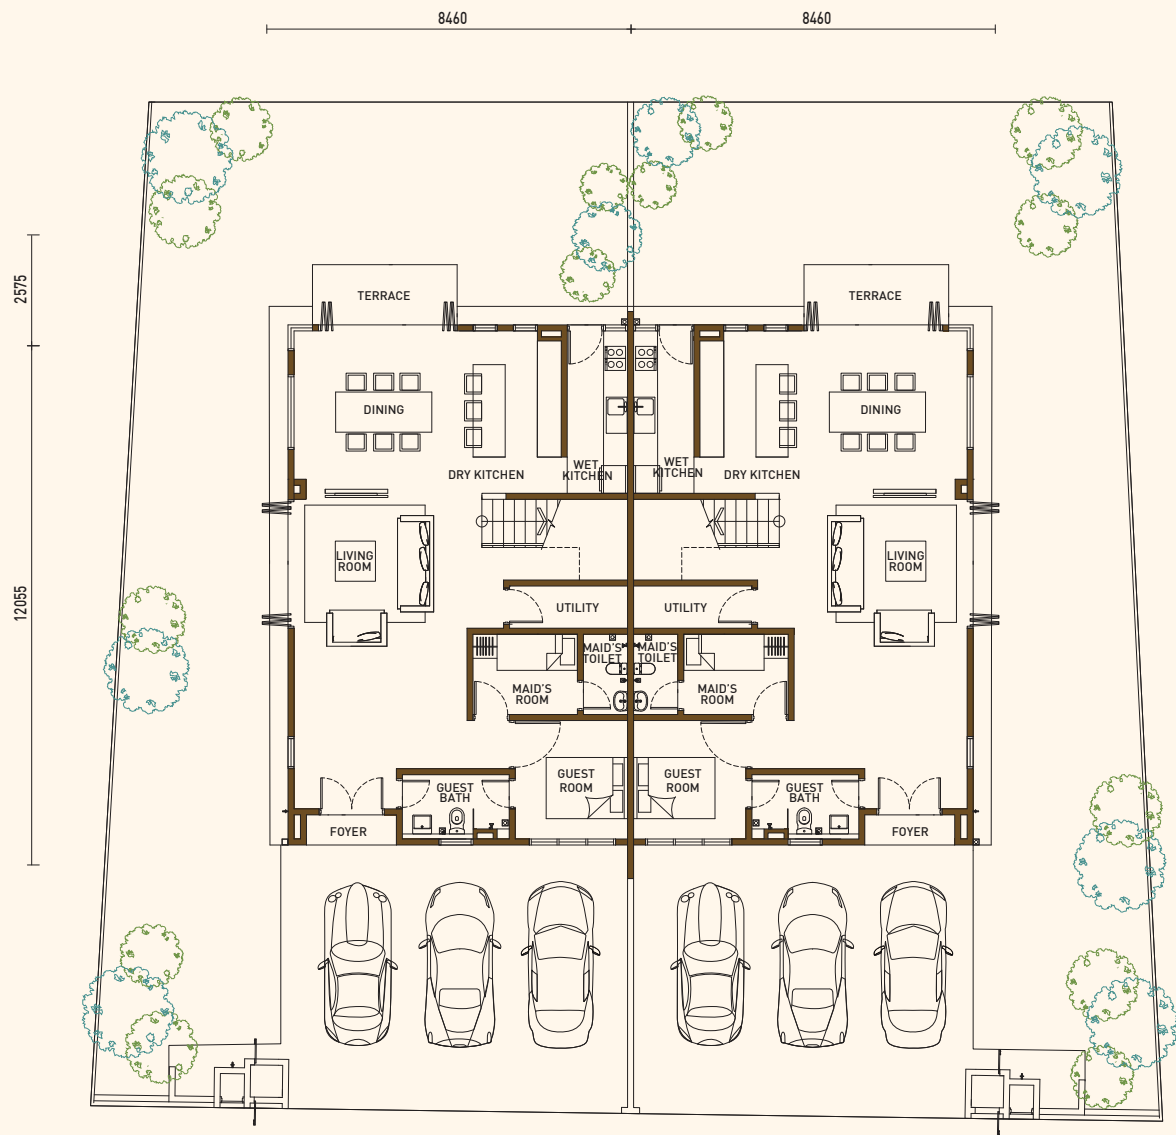 8460
8460
2575
12055
TERRACE
TERRACE
DINING
DINING
WET
KITCHEN
WET
KITCHEN
DRY KITCHEN
DRY KITCHEN
LIVING
ROOM
LIVING
ROOM
UTILITY
UTILITY
MAID'S
TOILET
MAID'S
TOILET
MAID'S
ROOM
MAID'S
ROOM
GUEST
ROOM
GUEST
ROOM
GUEST
BATH
GUEST
BATH
FOYER
FOYER